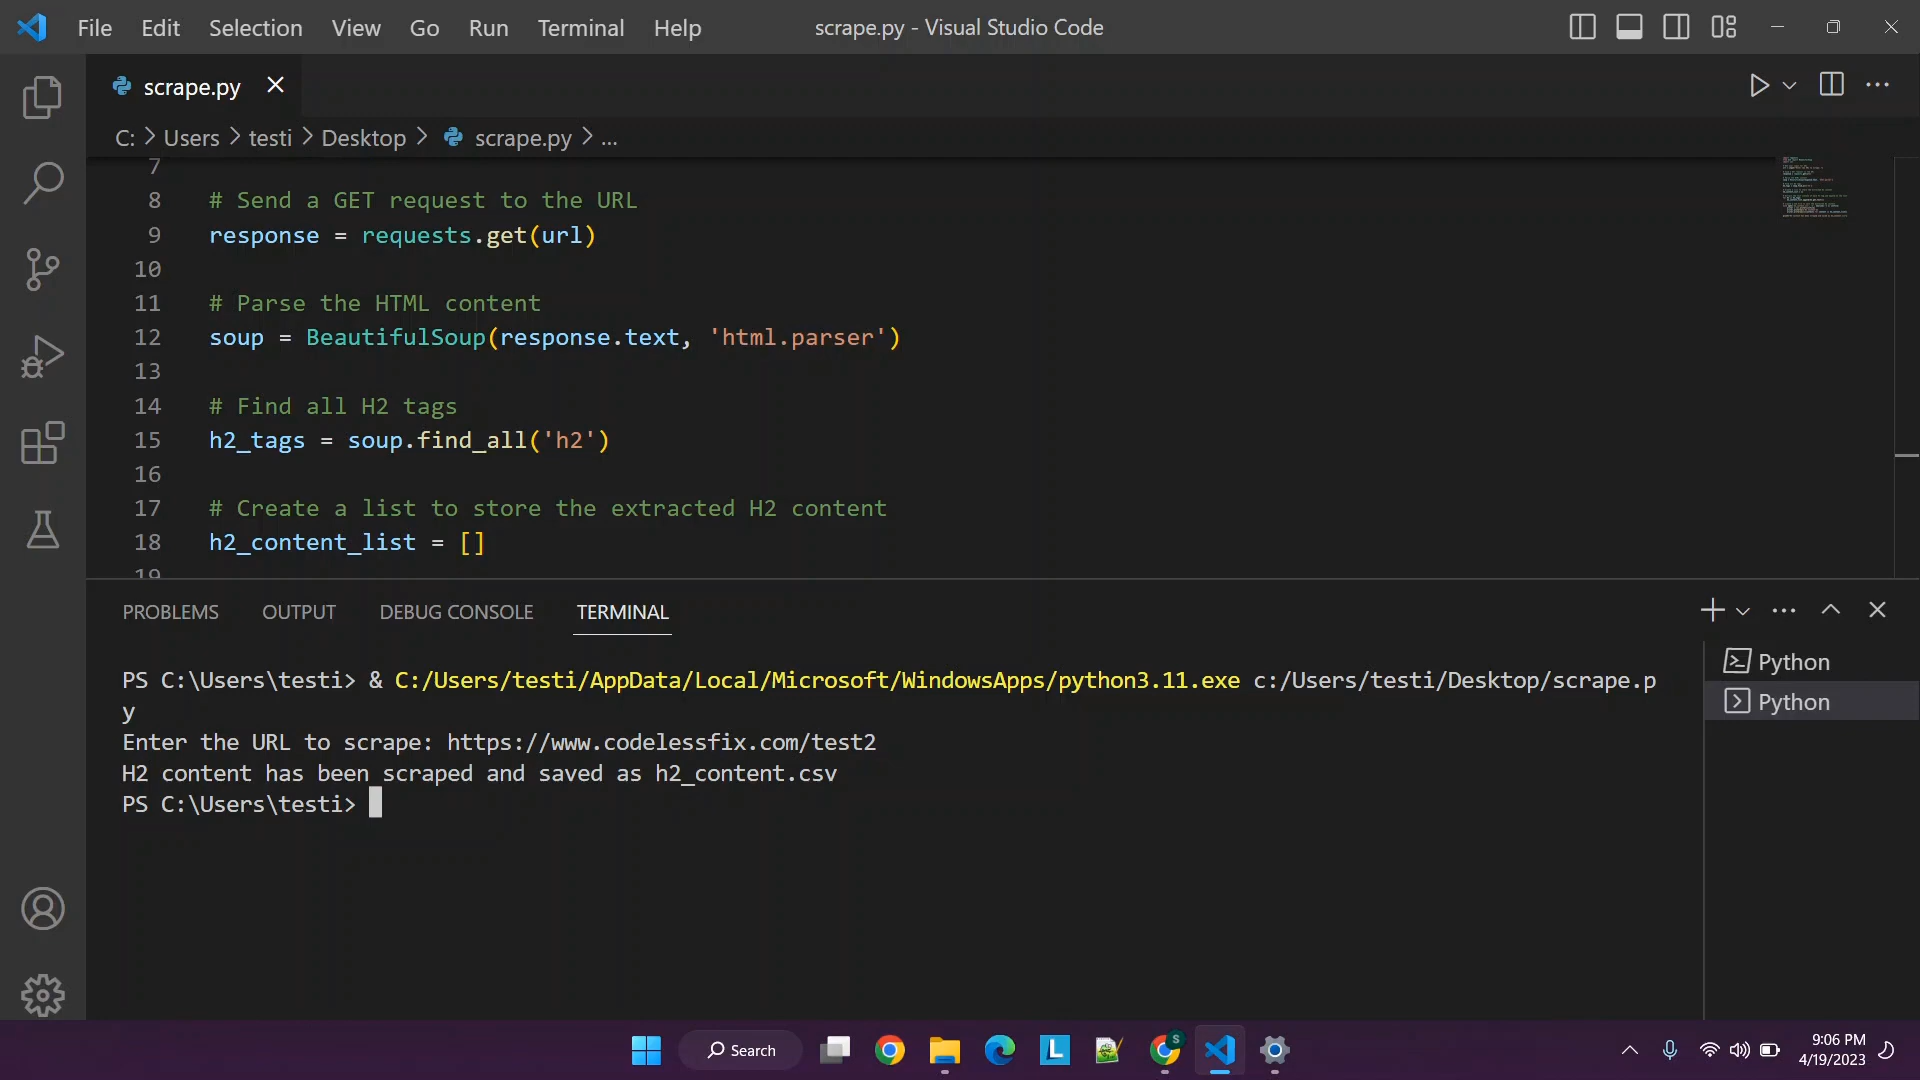 File Edit Selection View Go Run Terminal Help scrape.py - Visual Studio Code
scrape.py
C: > Users > testi > Desktop > scrape.py > ...
7
8 # Send a GET request to the URL
9 response = requests.get(url)
10
11 # Parse the HTML content
12 soup = BeautifulSoup(response.text, 'html.parser')
13
14 # Find all H2 tags
15 h2_tags = soup.find_all('h2')
16
17 # Create a list to store the extracted H2 content
18 h2_content_list = []
19
PROBLEMS OUTPUT DEBUG CONSOLE TERMINAL
PS C:\Users\testi> & C:/Users/testi/AppData/Local/Microsoft/WindowsApps/python3.11.exe c:/Users/testi/Desktop/scrape.p
y
Enter the URL to scrape: https://www.codelessfix.com/test2
H2 content has been scraped and saved as h2_content.csv
PS C:\Users\testi>
Python
Python
Search
L
S
9:06 PM
4/19/2023